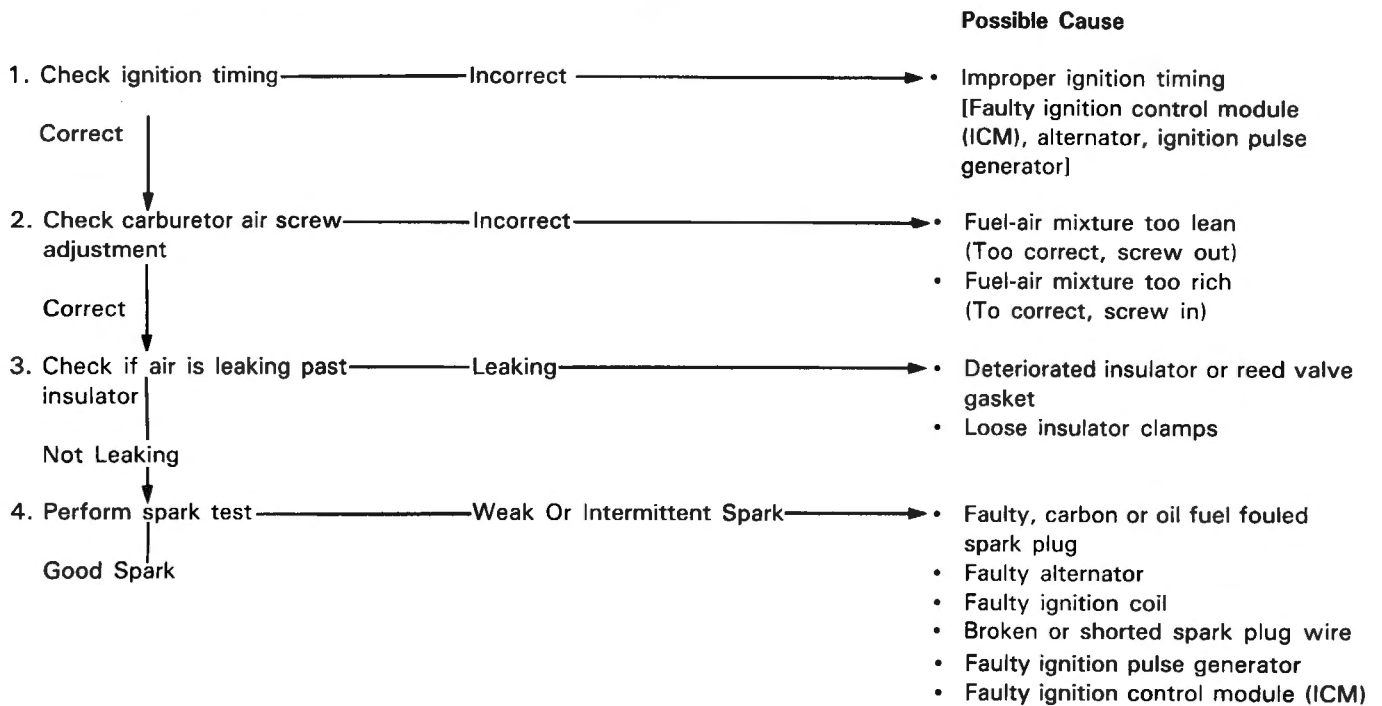 Possible Cause
1. Check ignition timing Incorrect • Improper ignition timing
[Faulty ignition control module
Correct (ICM), alternator, ignition pulse
generator]
2. Check carburetor air screw Incorrect • Fuel-air mixture too lean
adjustment (Too correct, screw out)
• Fuel-air mixture too rich
Correct (To correct, screw in)
3. Check if air is leaking past Leaking • Deteriorated insulator or reed valve
insulator gasket
• Loose insulator clamps
Not Leaking
4. Perform spark test Weak Or Intermittent Spark • Faulty, carbon or oil fuel fouled
spark plug
Good Spark • Faulty alternator
• Faulty ignition coil
• Broken or shorted spark plug wire
• Faulty ignition pulse generator
• Faulty ignition control module (ICM)